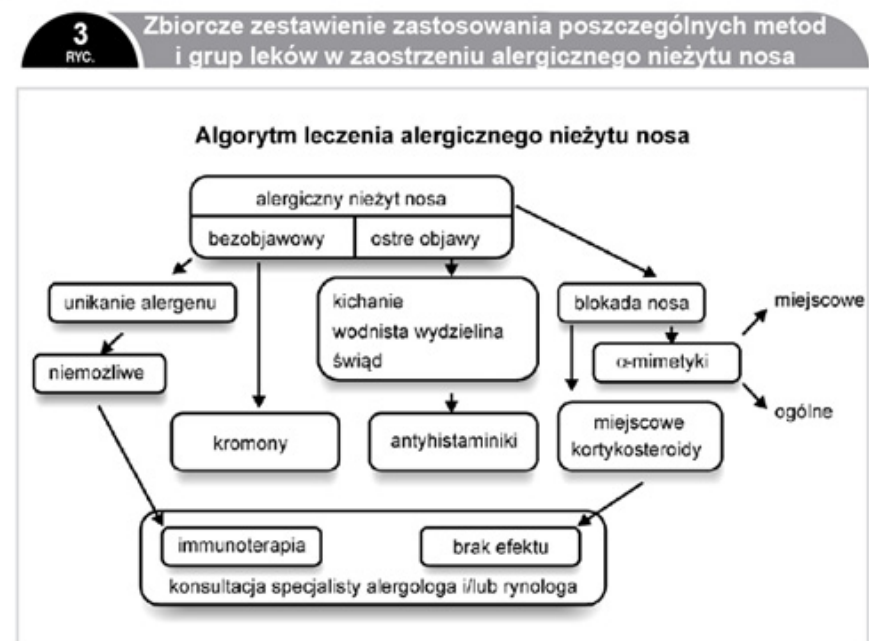 3
RYC.
Zbiorcze zestawienie zastosowania poszczególnych metod
i grup leków w zaostrzeniu alergicznego nieżytu nosa
Algorytm leczenia alergicznego nieżytu nosa
alergiczny nieżyt nosa
bezobjawowy
ostre objawy
unikanie alergenu
kichanie
wodnista wydzielina
świąd
blokada nosa
miejscowe
niemozliwe
α-mimetyki
ogólne
kromony
antyhistaminiki
miejscowe
kortykosteroidy
immunoterapia
brak efektu
konsultacja specjalisty alergologa i/lub rynologa